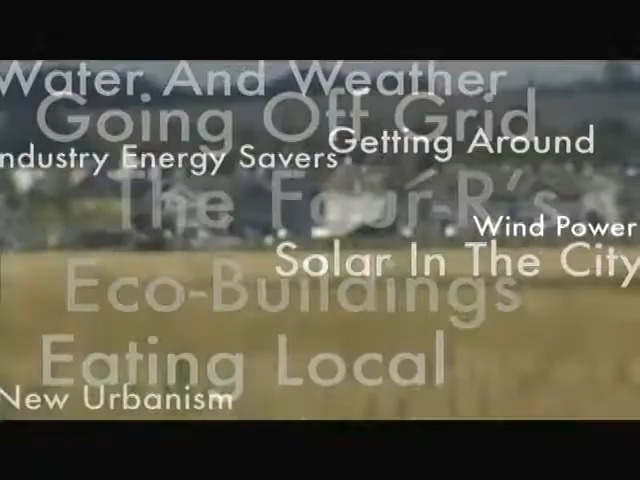 Water And Weather
Going Off Grid
Getting Around
Industry Energy Savers
The Four-R's
Wind Power
Solar In The City
Eco-Buildings
Eating Local
New Urbanism